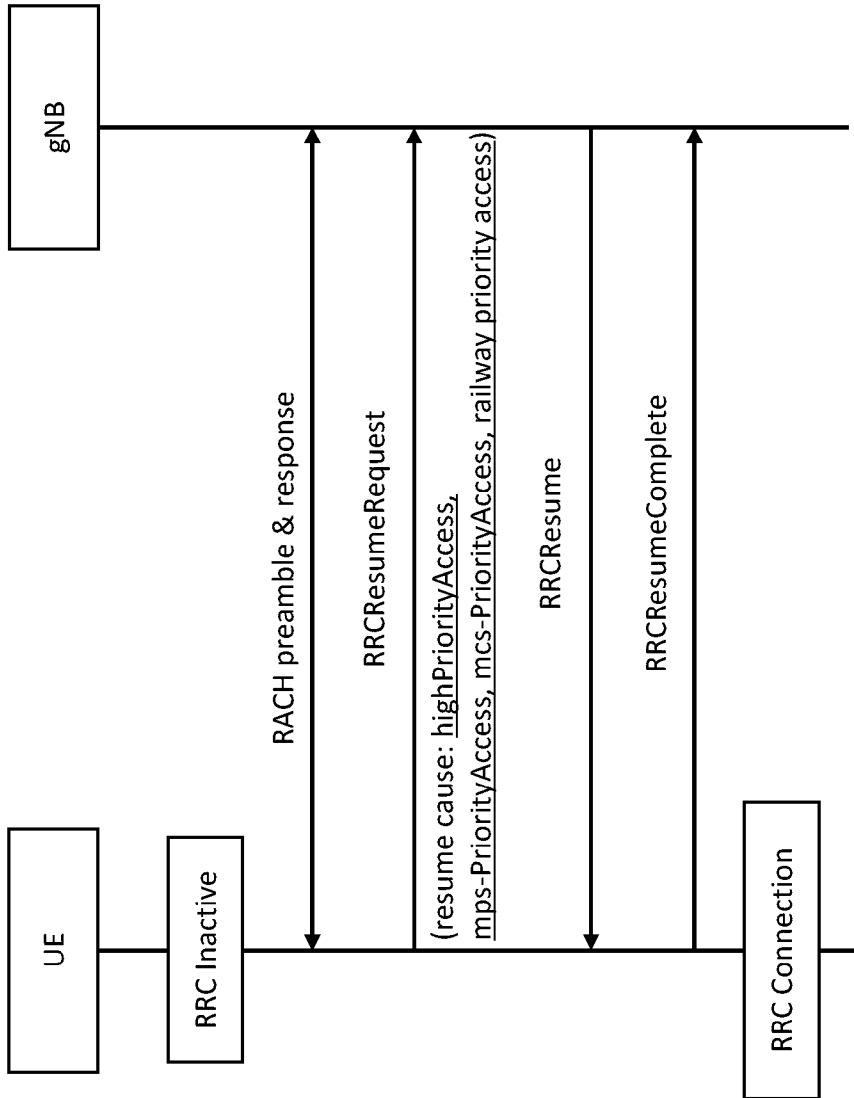 UE
gNB
RRC Inactive
RACH preamble & response
RRCResumeRequest
(resume cause: highPriorityAccess,
mps-PriorityAccess, mcs-PriorityAccess, railway priority access)
RRCResume
RRCResumeComplete
RRC Connection